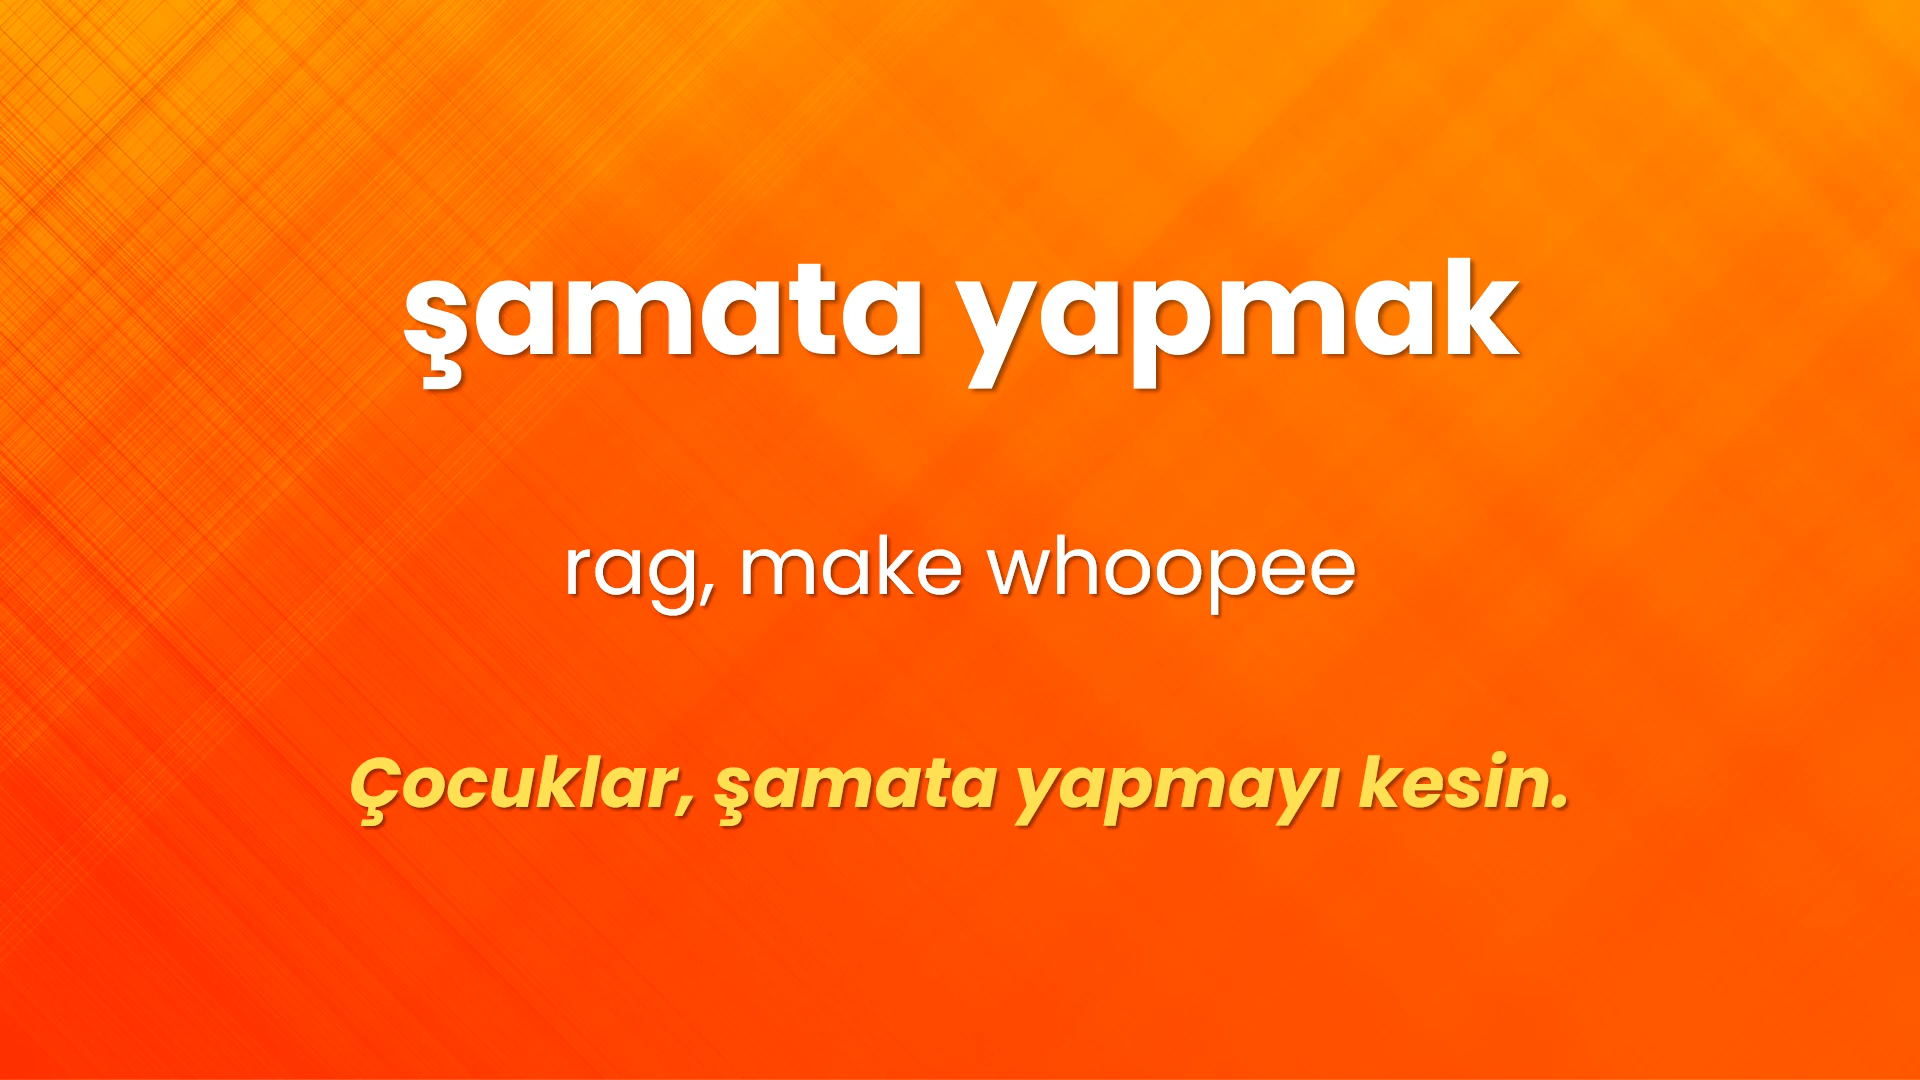 şamata yapmak
rag, make whoopee
Çocuklar, şamata yapmayı kesin.